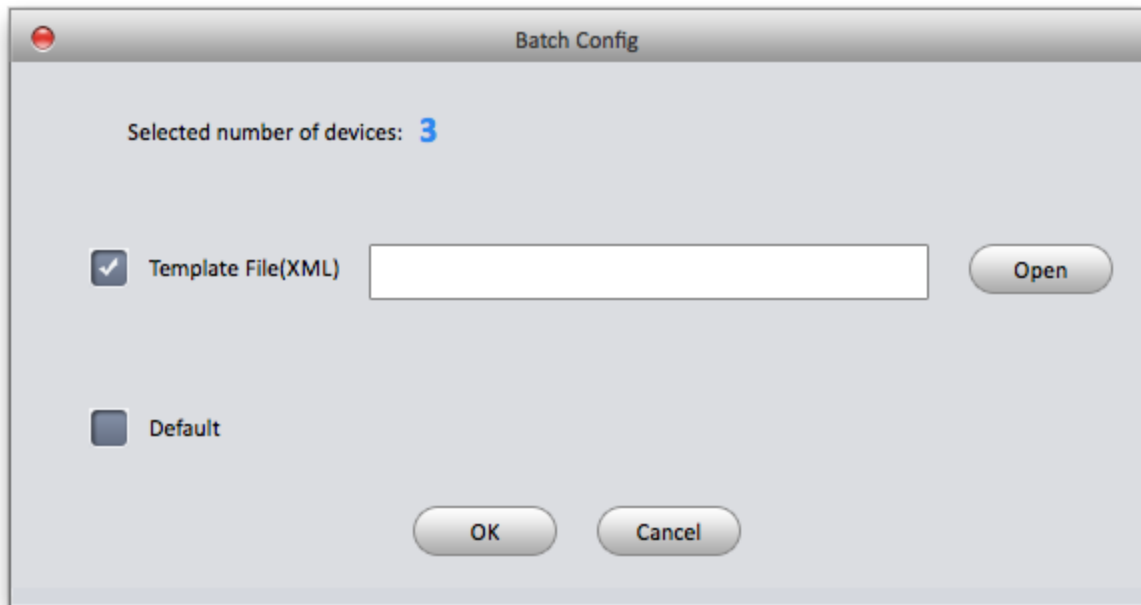 Batch Config
Selected number of devices: 3
Template File(XML) Open
Default
OK Cancel